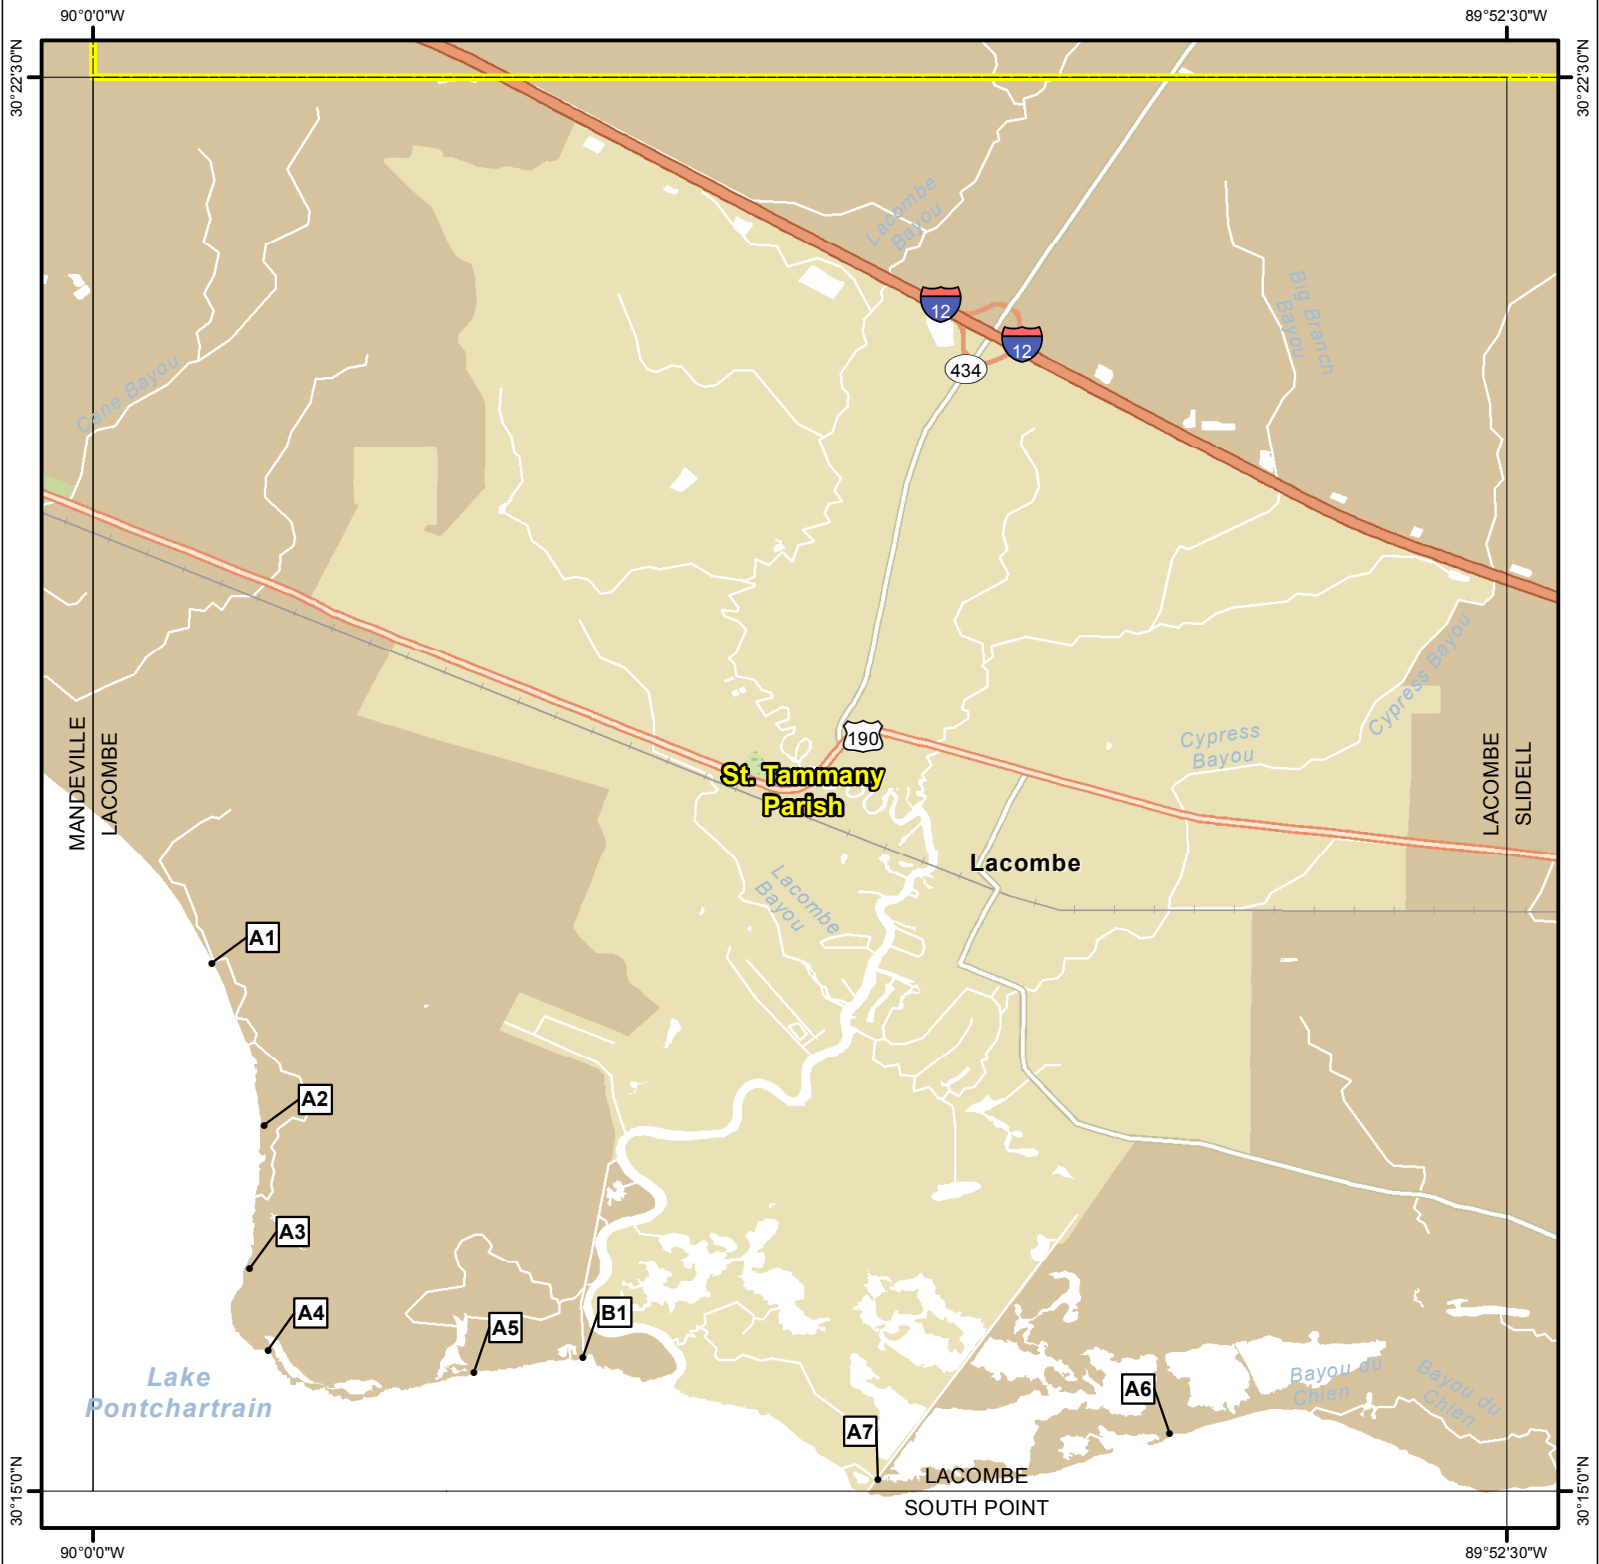 90°0'0"W
89°52'30"W
30°22'30"N
30°22'30"N
Lacombe
Bayou
Big Branch
Bayou
12
12
434
Cane Bayou
Cypress Bayou
Cypress
Bayou
190
MANDEVILLE
LACOMBE
LACOMBE
SLIDELL
St. Tammany
Parish
Lacombe
Lacombe
Bayou
A1
A2
A3
A4
A5
B1
Lake
Pontchartrain
A6
A7
Bayou du
Chien
Bayou du
Chien
LACOMBE
SOUTH POINT
30°15'0"N
30°15'0"N
90°0'0"W
89°52'30"W